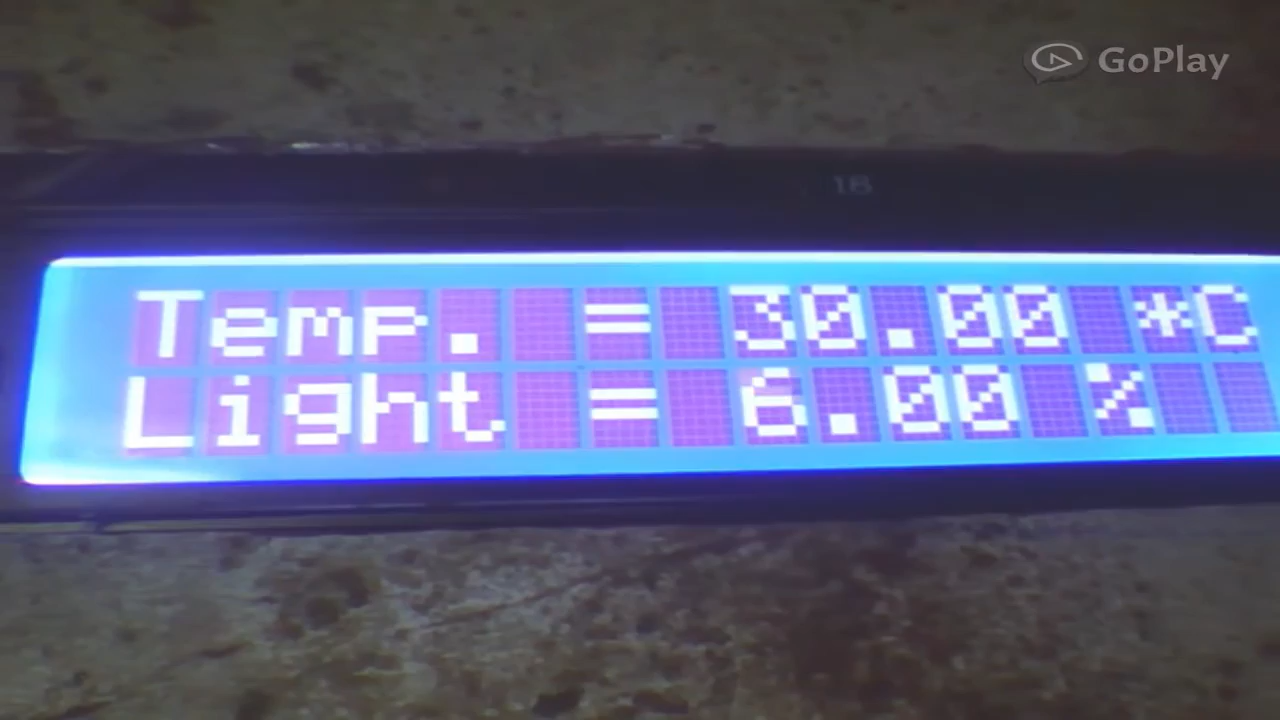 GoPlay
16
Temp. = 30.00 *C
Light = 6.00 %